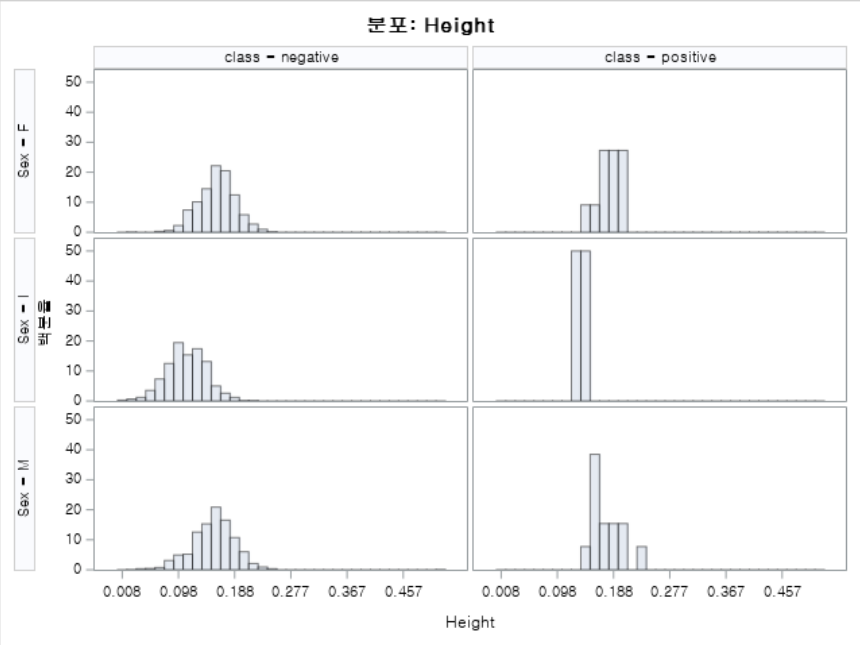 분포: Height
class = negative
class = positive
Sex = F
50
40
30
20
10
0
Sex = I
백분율
50
40
30
20
10
0
Sex = M
50
40
30
20
10
0
0.008 0.098 0.188 0.277 0.367 0.457
0.008 0.098 0.188 0.277 0.367 0.457
Height